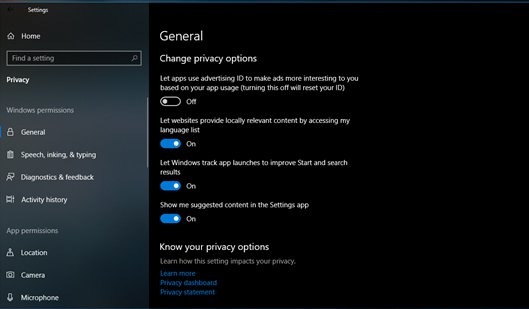 Settings
Home
Find a setting
Privacy
Windows permissions
General
Speech, inking, & typing
Diagnostics & feedback
Activity history
App permissions
Location
Camera
Microphone
General
Change privacy options
Let apps use advertising ID to make ads more interesting to you
based on your app usage (turning this off will reset your ID)
Off
Let websites provide locally relevant content by accessing my
language list
On
Let Windows track app launches to improve Start and search
results
On
Show me suggested content in the Settings app
On
Know your privacy options
Learn how this setting impacts your privacy.
Learn more
Privacy dashboard
Privacy statement